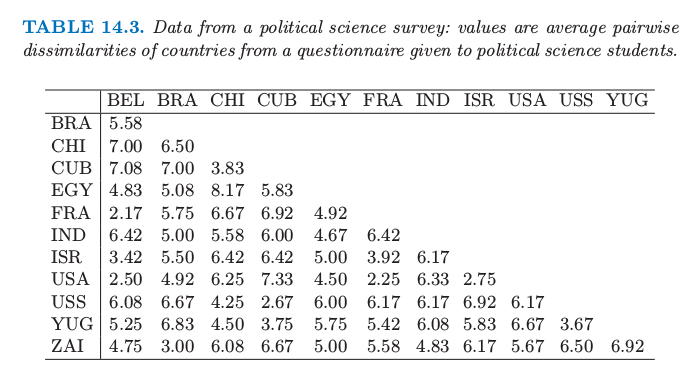 TABLE 14.3. Data from a political science survey: values are average pairwise
dissimilarities of countries from a questionnaire given to political science students.
BEL BRA CHI CUB EGY FRA IND ISR USA USS YUG
BRA 5.58
CHI 7.00 6.50
CUB 7.08 7.00 3.83
EGY 4.83 5.08 8.17 5.83
FRA 2.17 5.75 6.67 6.92 4.92
IND 6.42 5.00 5.58 6.00 4.67 6.42
ISR 3.42 5.50 6.42 6.42 5.00 3.92 6.17
USA 2.50 4.92 6.25 7.33 4.50 2.25 6.33 2.75
USS 6.08 6.67 4.25 2.67 6.00 6.17 6.17 6.92 6.17
YUG 5.25 6.83 4.50 3.75 5.75 5.42 6.08 5.83 6.67 3.67
ZAI 4.75 3.00 6.08 6.67 5.00 5.58 4.83 6.17 5.67 6.50 6.92